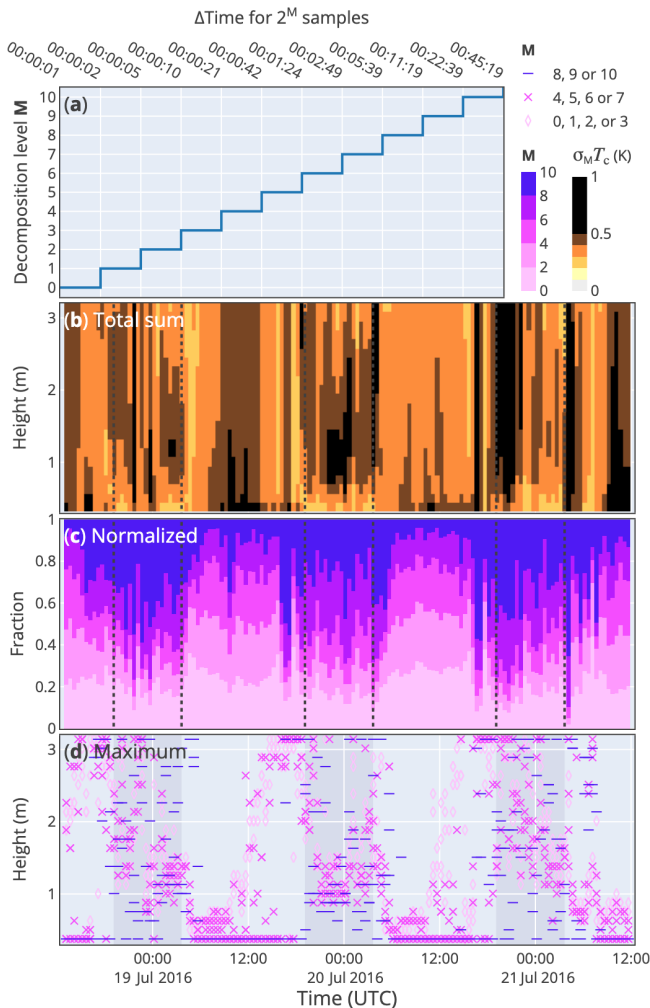 ΔTime for 2^M samples
00:00:01
00:00:02
00:00:05
00:00:10
00:00:21
00:00:42
00:01:24
00:02:49
00:05:39
00:11:19
00:22:39
00:45:19
M
8, 9 or 10
4, 5, 6 or 7
0, 1, 2, or 3
(a)
Decomposition level M
10
9
8
7
6
5
4
3
2
1
0
M
10
8
6
4
2
0
σ_M T_c (K)
1
0.5
0
(b) Total sum
Height (m)
3
2
1
(c) Normalized
Fraction
1
0.8
0.6
0.4
0.2
0
(d) Maximum
Height (m)
3
2
1
00:00
12:00
00:00
12:00
00:00
12:00
19 Jul 2016
20 Jul 2016
21 Jul 2016
Time (UTC)